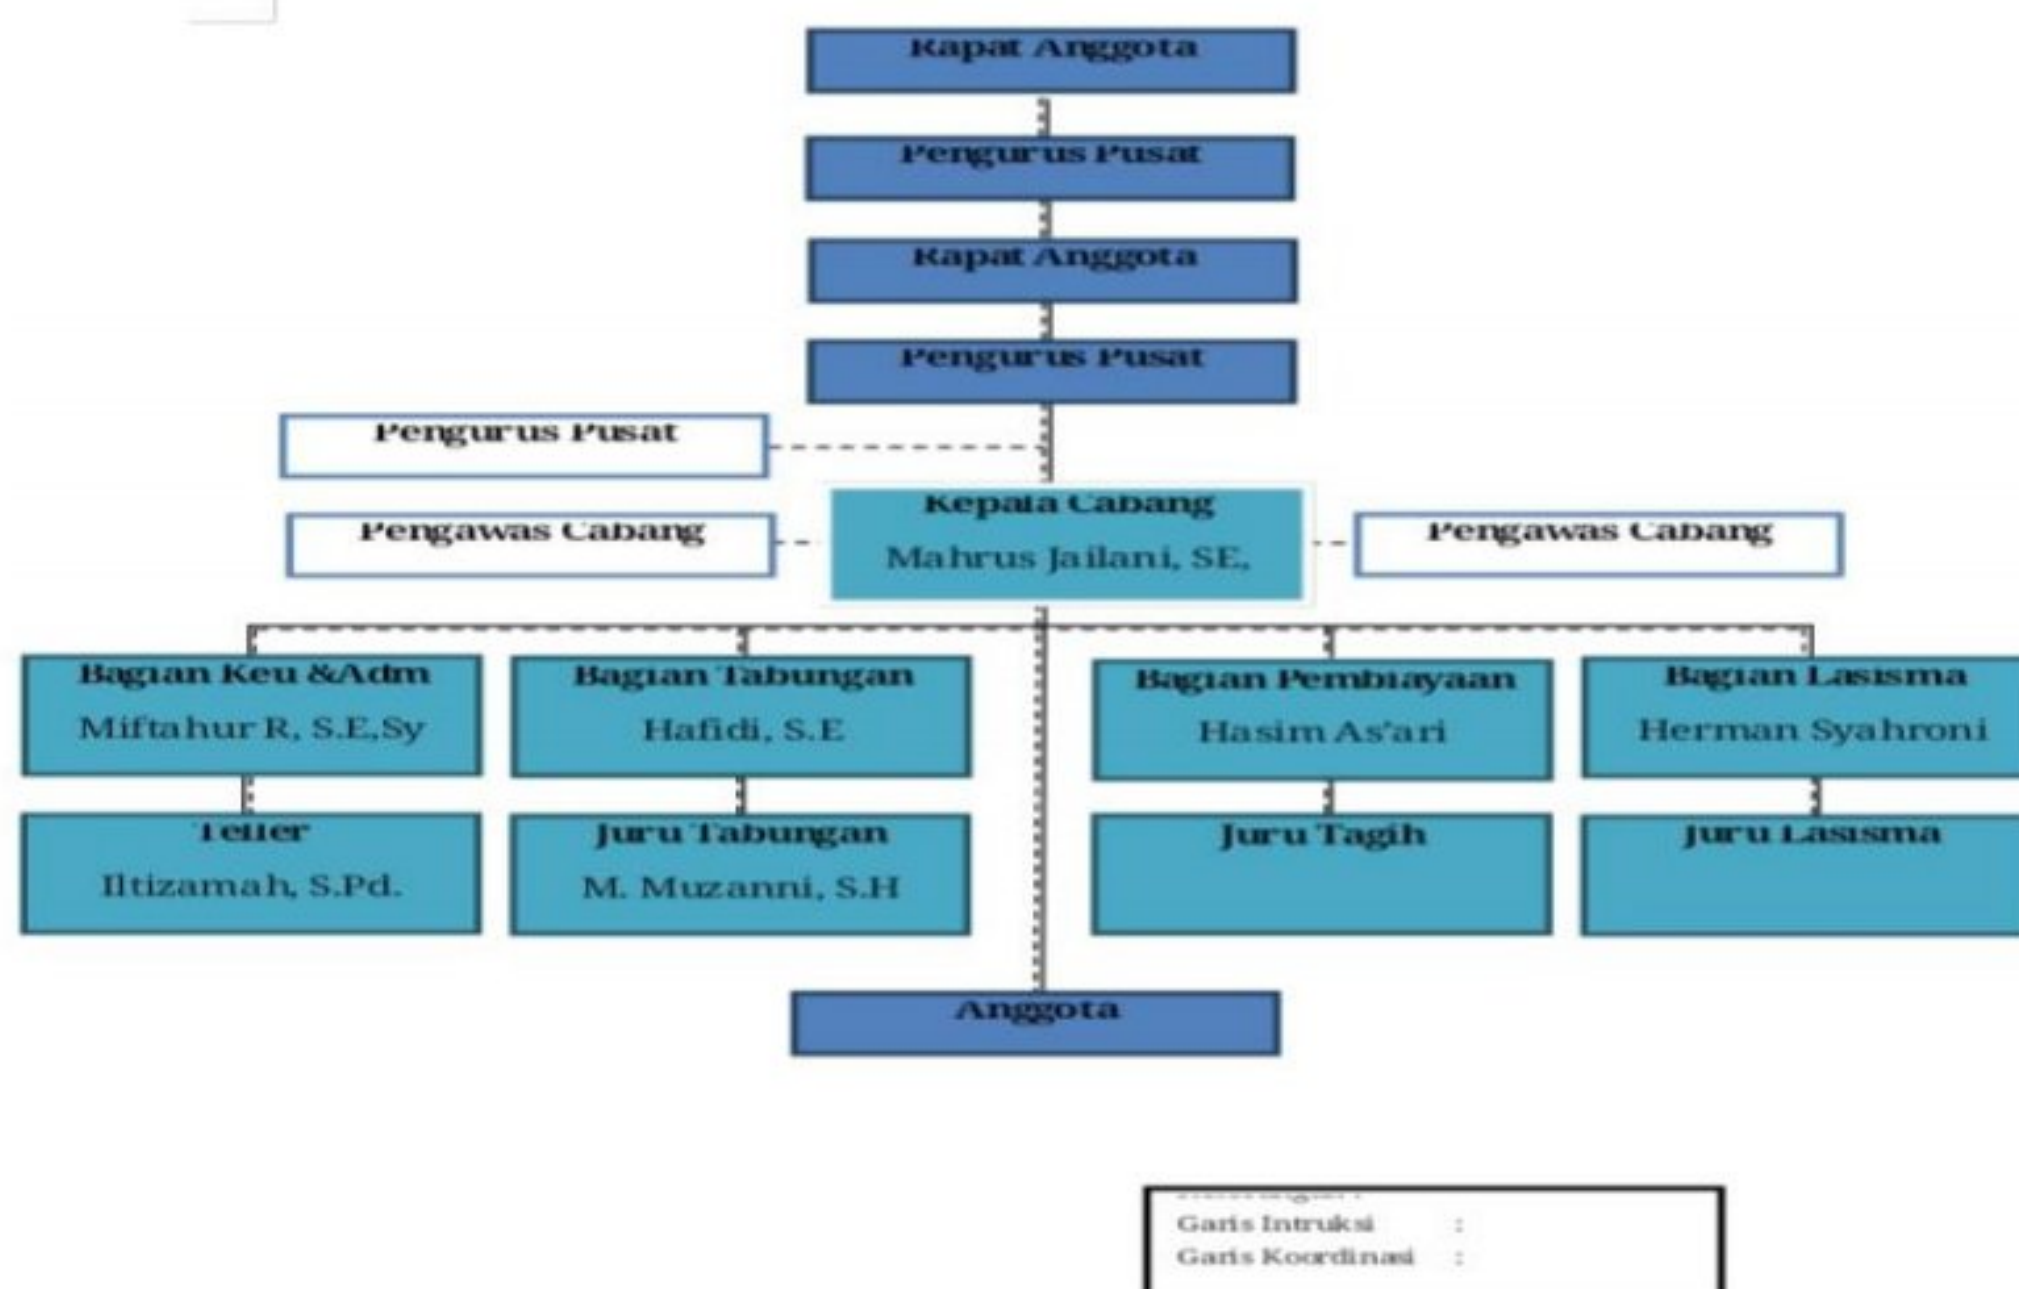 Rapat Anggota
Pengurus Pusat
Rapat Anggota
Pengurus Pusat
Pengurus Pusat
Kepala Cabang
Mahrus Jailani, SE,
Pengawas Cabang
Pengawas Cabang
Bagian Keu &Adm
Miftahur R, S.E,Sy
Bagian Tabungan
Hafidi, S.E
Bagian Pembiayaan
Hasim As'ari
Bagian Lasisma
Herman Syahroni
Teller
Iltizamah, S.Pd.
Juru Tabungan
M. Muzanni, S.H
Juru Tagih
Juru Lasisma
Anggota
Garis Intruksi :
Garis Koordinasi :